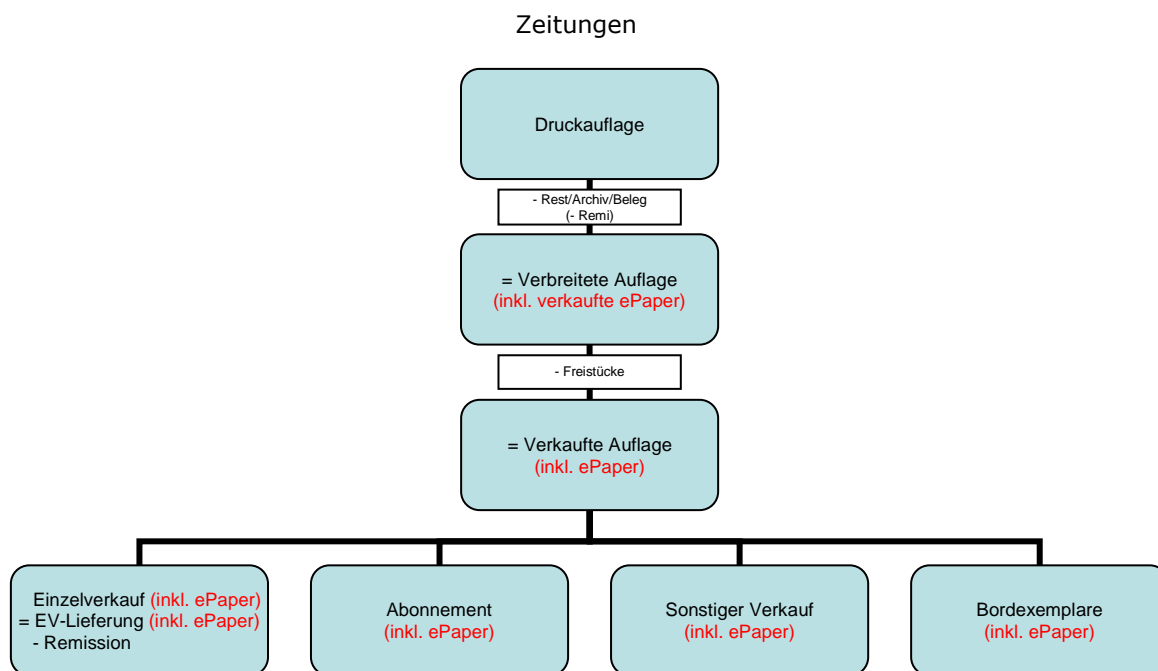 Zeitungen
Druckauflage
- Rest/Archiv/Beleg
(- Remi)
= Verbreitete Auflage
(inkl. verkaufte ePaper)
- Freistücke
= Verkaufte Auflage
(inkl. ePaper)
Einzelverkauf (inkl. ePaper)
= EV-Lieferung (inkl. ePaper)
- Remission
Abonnement
(inkl. ePaper)
Sonstiger Verkauf
(inkl. ePaper)
Bordexemplare
(inkl. ePaper)